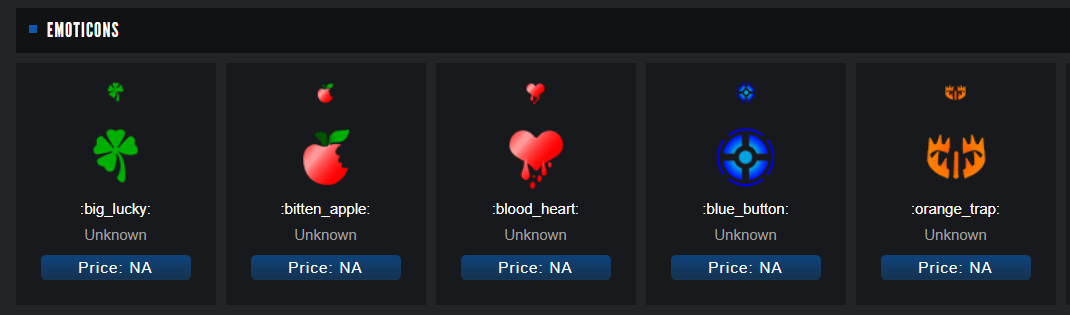 EMOTICONS
:big_lucky:
Unknown
Price: NA
:bitten_apple:
Unknown
Price: NA
:blood_heart:
Unknown
Price: NA
:blue_button:
Unknown
Price: NA
:orange_trap:
Unknown
Price: NA